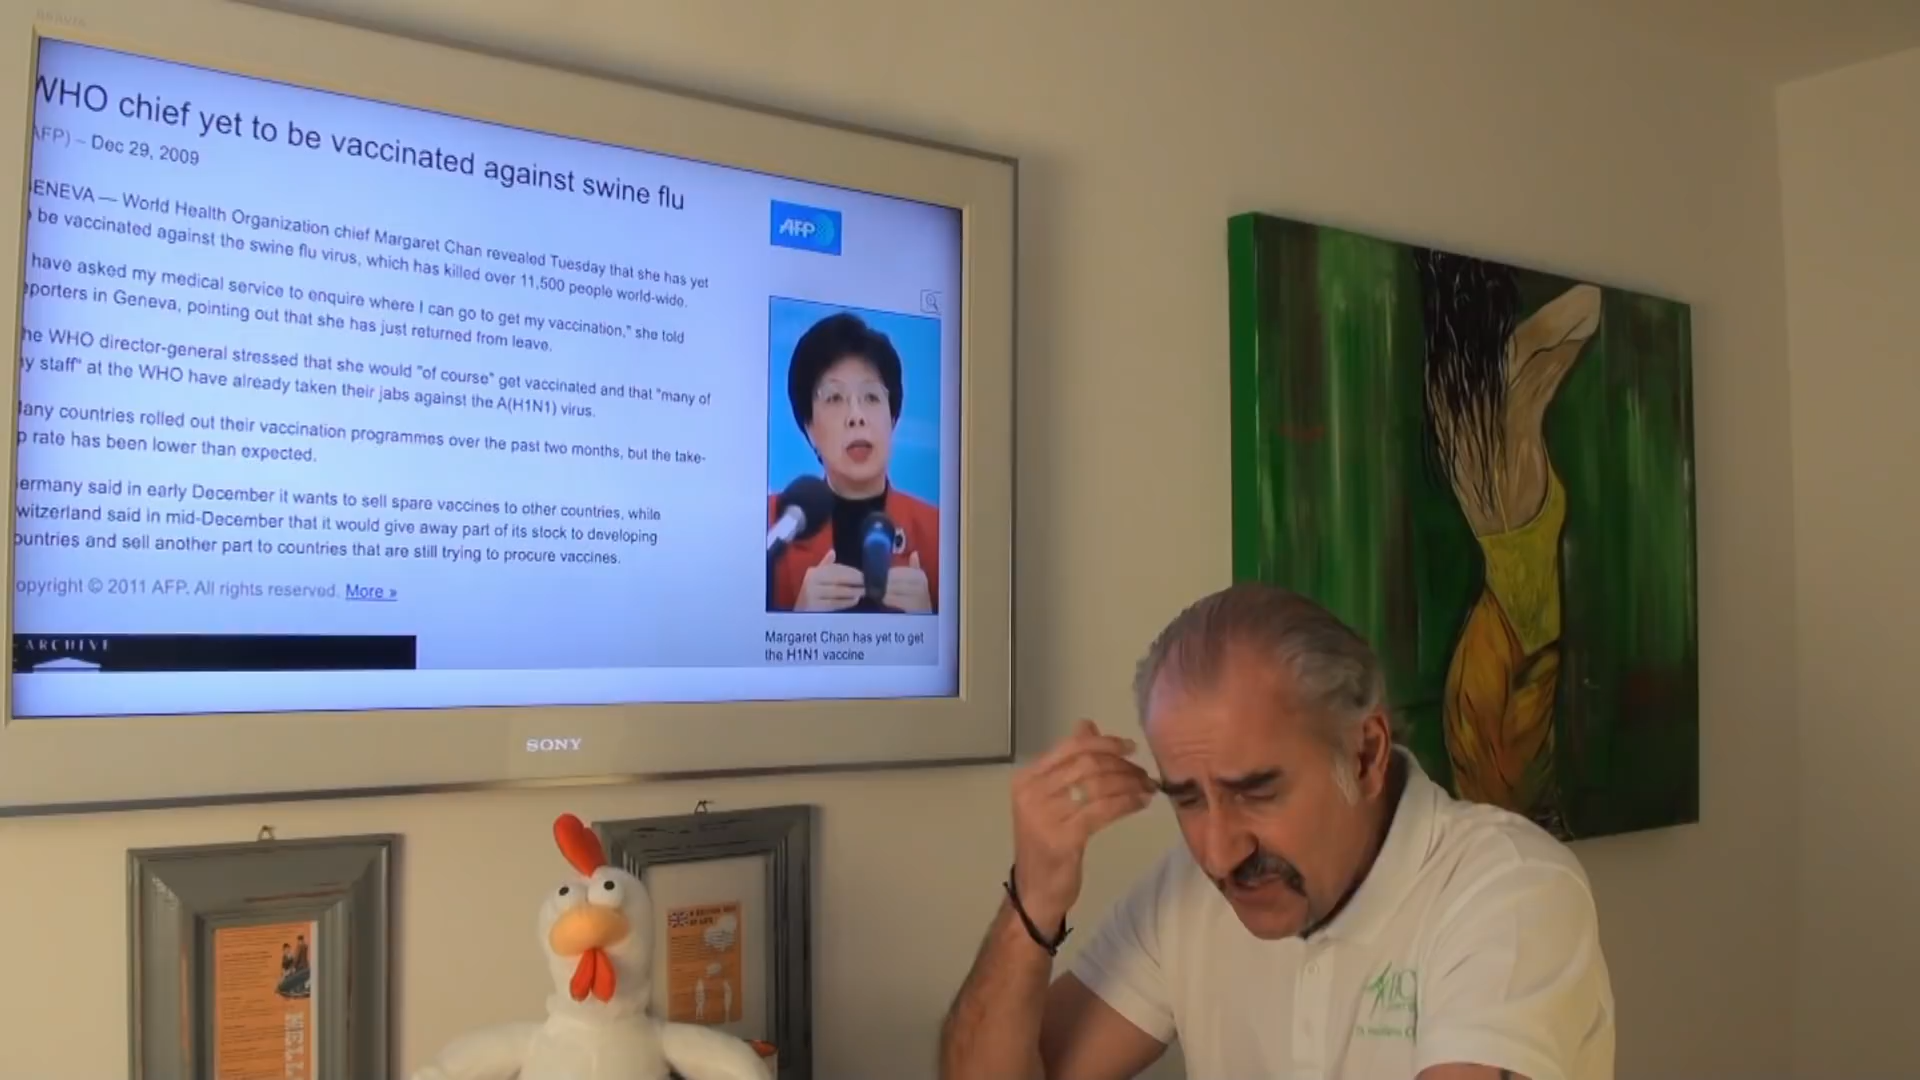 BRAVIA
WHO chief yet to be vaccinated against swine flu
AFP) – Dec 29, 2009
ENEVA — World Health Organization chief Margaret Chan revealed Tuesday that she has yet
be vaccinated against the swine flu virus, which has killed over 11,500 people world-wide.
have asked my medical service to enquire where I can go to get my vaccination," she told
porters in Geneva, pointing out that she has just returned from leave.
he WHO director-general stressed that she would "of course" get vaccinated and that "many of
y staff" at the WHO have already taken their jabs against the A(H1N1) virus.
any countries rolled out their vaccination programmes over the past two months, but the take-
p rate has been lower than expected.
ermany said in early December it wants to sell spare vaccines to other countries, while
witzerland said in mid-December that it would give away part of its stock to developing
ountries and sell another part to countries that are still trying to procure vaccines.
opyright © 2011 AFP. All rights reserved. More »
ARCHIVE
AFP
Margaret Chan has yet to get
the H1N1 vaccine
SONY